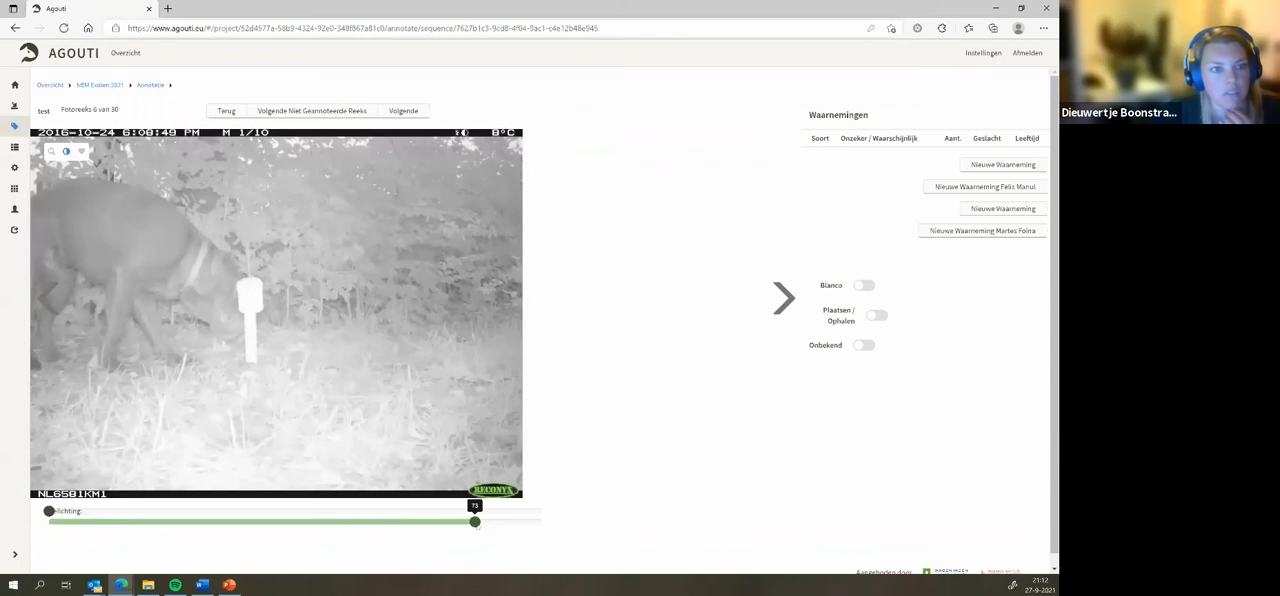 Agouti
https://www.agouti.eu/#/project/52d4577a-58b9-4324-92e0-348f867a81c0/annotate/sequence/7627b1c3-9cd8-4f04-9ac1-c4e12b48e945
AGOUTI Overzicht Instellingen Afmelden
Overzicht NEM Exoten 2021 Annotatie
test Fotoreeks 6 van 30 Terug Volgende Niet Geannoteerde Reeks Volgende
2016-10-24 6:08:49 PM M 1/10 8°C
Waarnemingen
Soort Onzeker / Waarschijnlijk Aant. Geslacht Leeftijd
Nieuwe Waarneming
Nieuwe Waarneming Felis Manul
Nieuwe Waarneming
Nieuwe Waarneming Martes Foina
Blanco
Plaatsen /
Ophalen
Onbekend
NL6581KM1 RECONYX
73
lichting:
Aangeboden door WAGENINGEN
21:12
27-9-2021
Dieuwertje Boonstra...